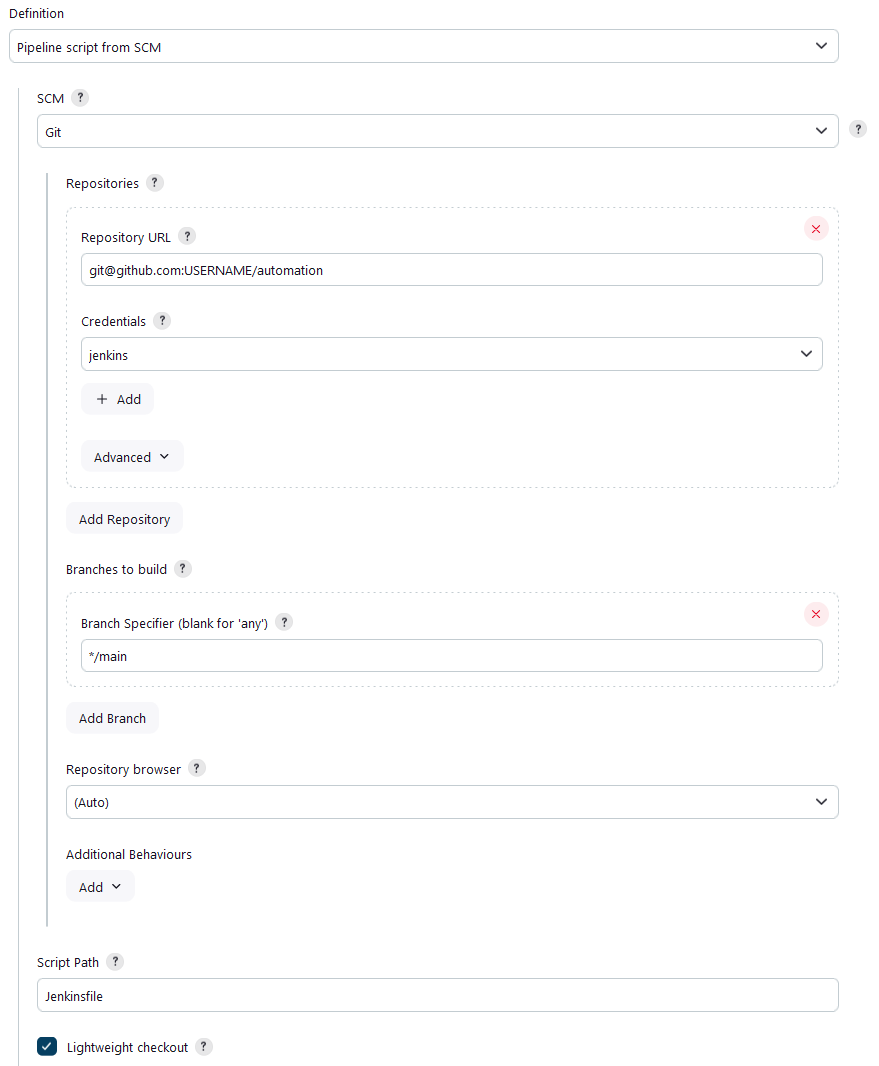 Definition
Pipeline script from SCM
SCM ?
Git
?
Repositories ?
Repository URL ?
git@github.com:USERNAME/automation
Credentials ?
jenkins
+ Add
Advanced
Add Repository
Branches to build ?
Branch Specifier (blank for 'any') ?
*/main
Add Branch
Repository browser ?
(Auto)
Additional Behaviours
Add
Script Path ?
Jenkinsfile
Lightweight checkout ?